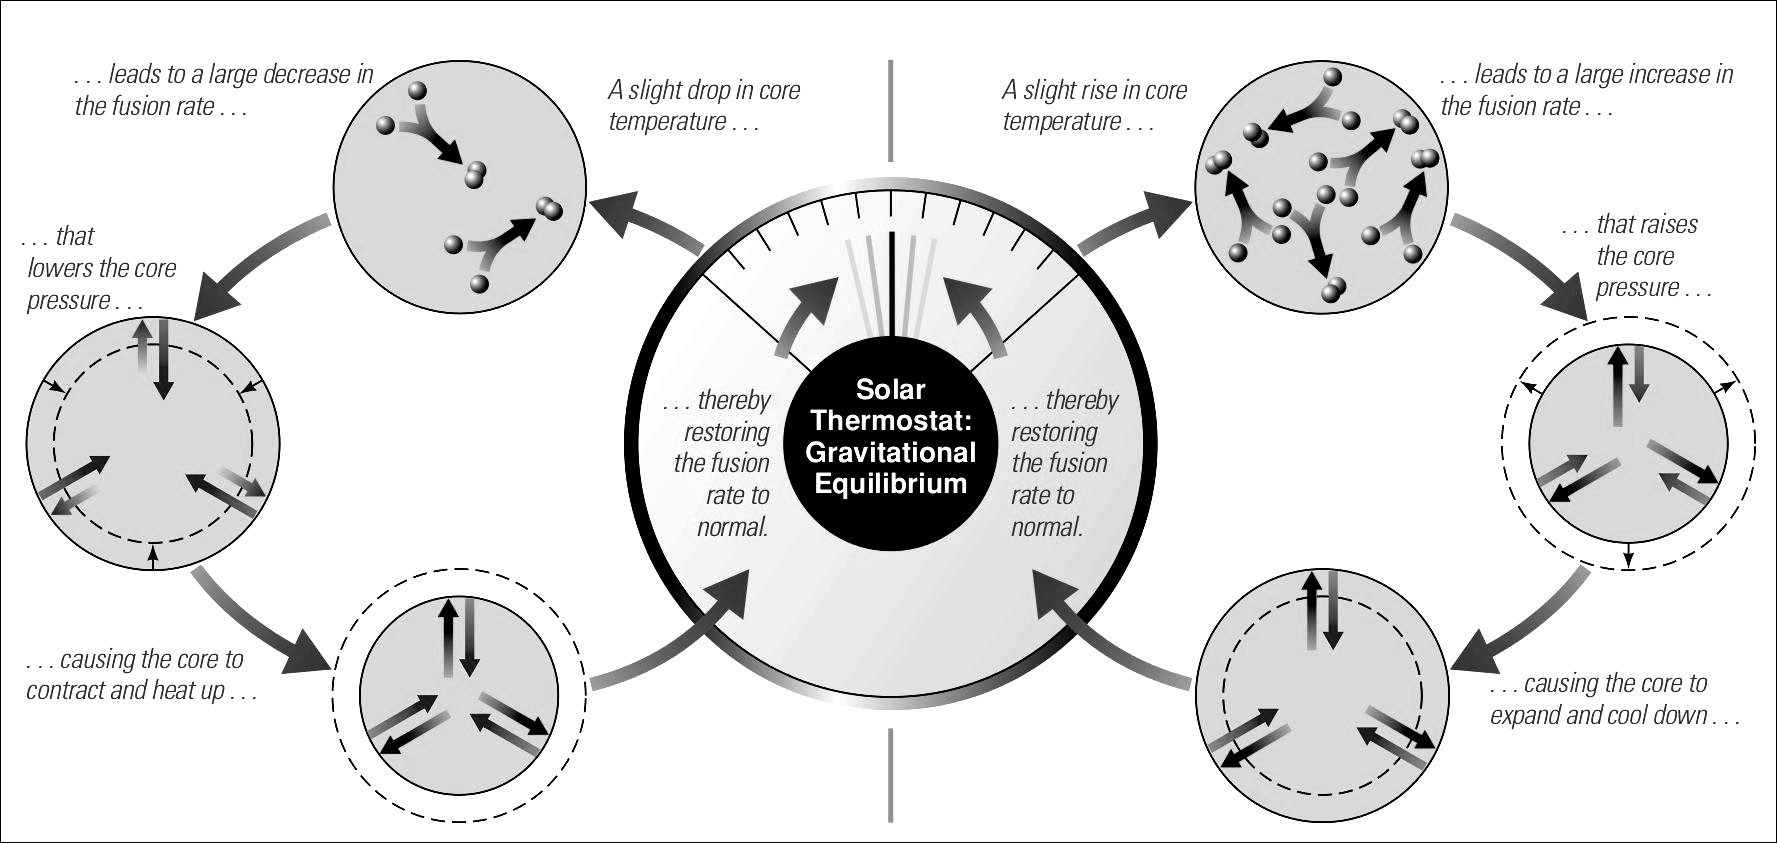 . . . leads to a large decrease in
the fusion rate . . .
A slight drop in core
temperature . . .
A slight rise in core
temperature . . .
. . . leads to a large increase in
the fusion rate . . .
. . . that
lowers the core
pressure . . .
. . . that raises
the core
pressure . . .
. . . thereby
restoring
the fusion
rate to
normal.
Solar
Thermostat:
Gravitational
Equilibrium
. . . thereby
restoring
the fusion
rate to
normal.
. . . causing the core to
contract and heat up . . .
. . . causing the core to
expand and cool down . . .